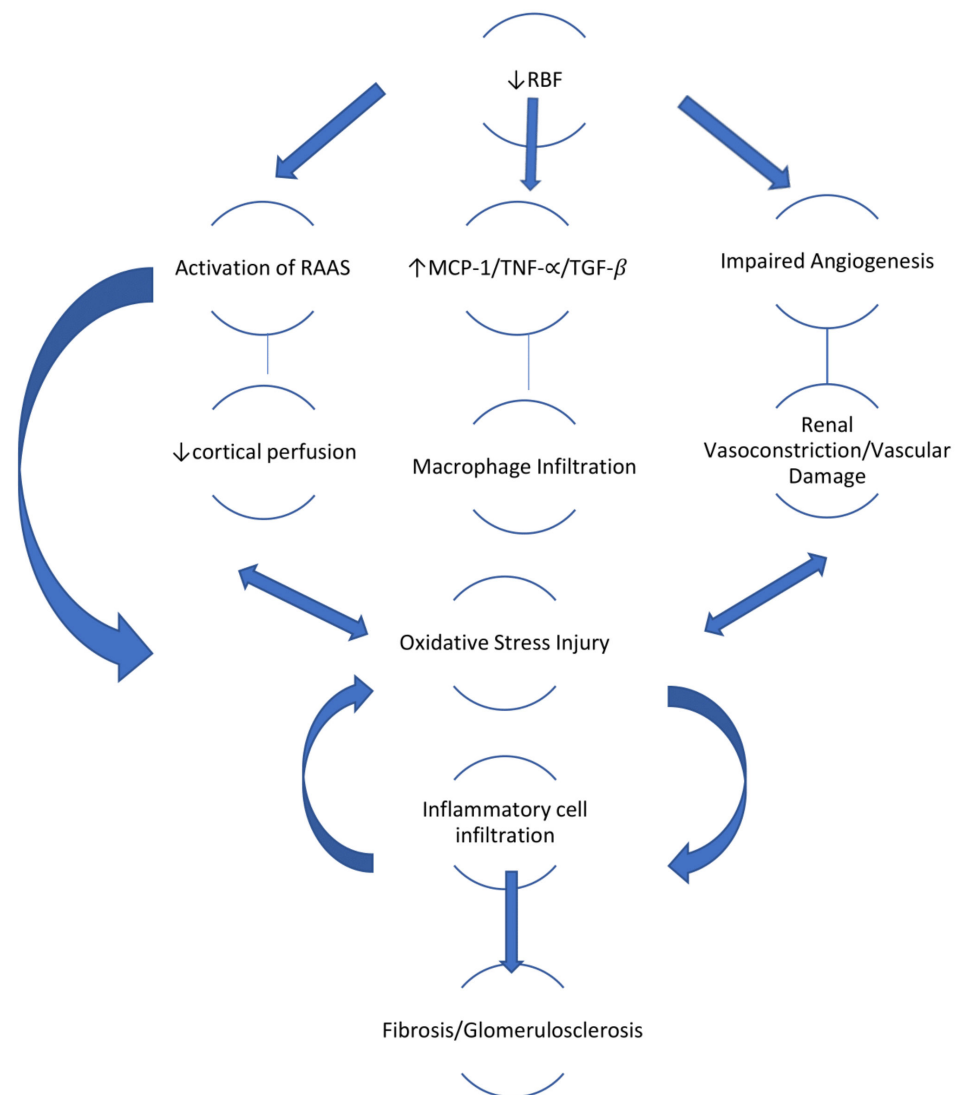 ↓RBF
Activation of RAAS
↑MCP-1/TNF-∝/TGF-β
Impaired Angiogenesis
↓cortical perfusion
Macrophage Infiltration
Renal
Vasoconstriction/Vascular
Damage
Oxidative Stress Injury
Inflammatory cell
infiltration
Fibrosis/Glomerulosclerosis